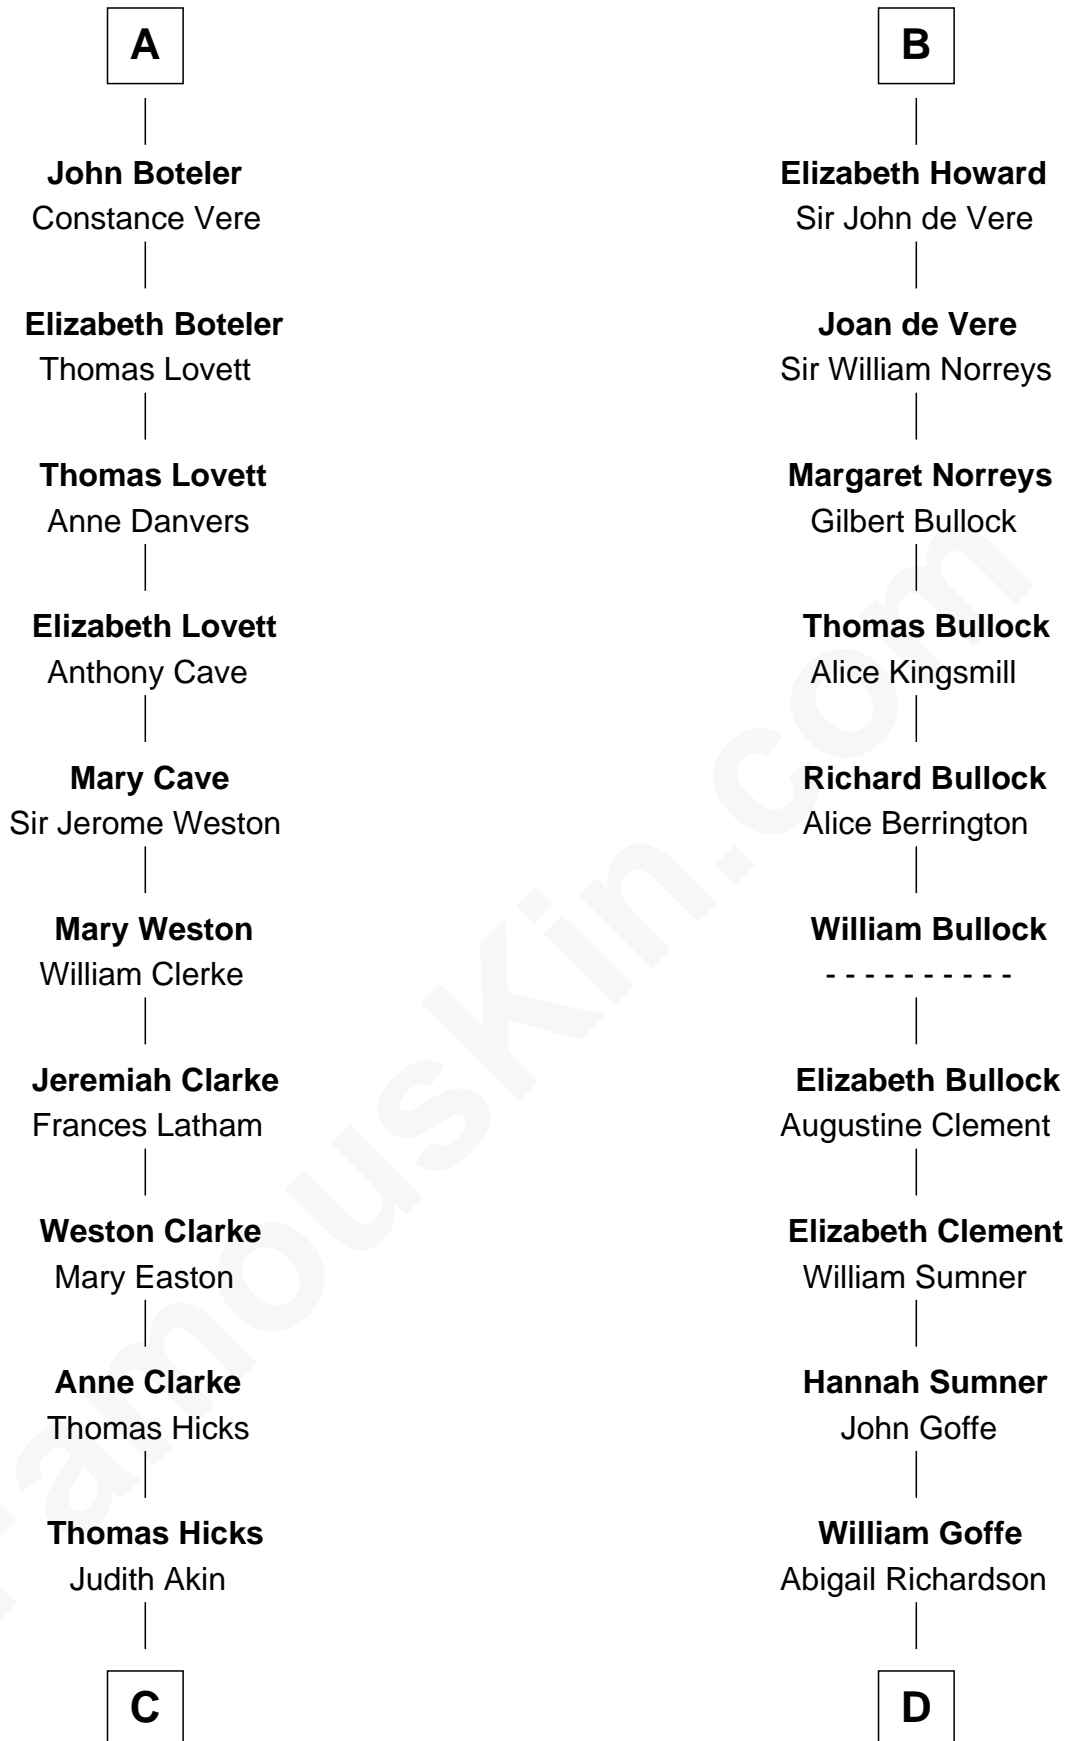 A
John Boteler
Constance Vere
Elizabeth Boteler
Thomas Lovett
Thomas Lovett
Anne Danvers
Elizabeth Lovett
Anthony Cave
Mary Cave
Sir Jerome Weston
Mary Weston
William Clerke
Jeremiah Clarke
Frances Latham
Weston Clarke
Mary Easton
Anne Clarke
Thomas Hicks
Thomas Hicks
Judith Akin
C
B
Elizabeth Howard
Sir John de Vere
Joan de Vere
Sir William Norreys
Margaret Norreys
Gilbert Bullock
Thomas Bullock
Alice Kingsmill
Richard Bullock
Alice Berrington
William Bullock
- - - - - - - - - -
Elizabeth Bullock
Augustine Clement
Elizabeth Clement
William Sumner
Hannah Sumner
John Goffe
William Goffe
Abigail Richardson
D
FamousKin.com